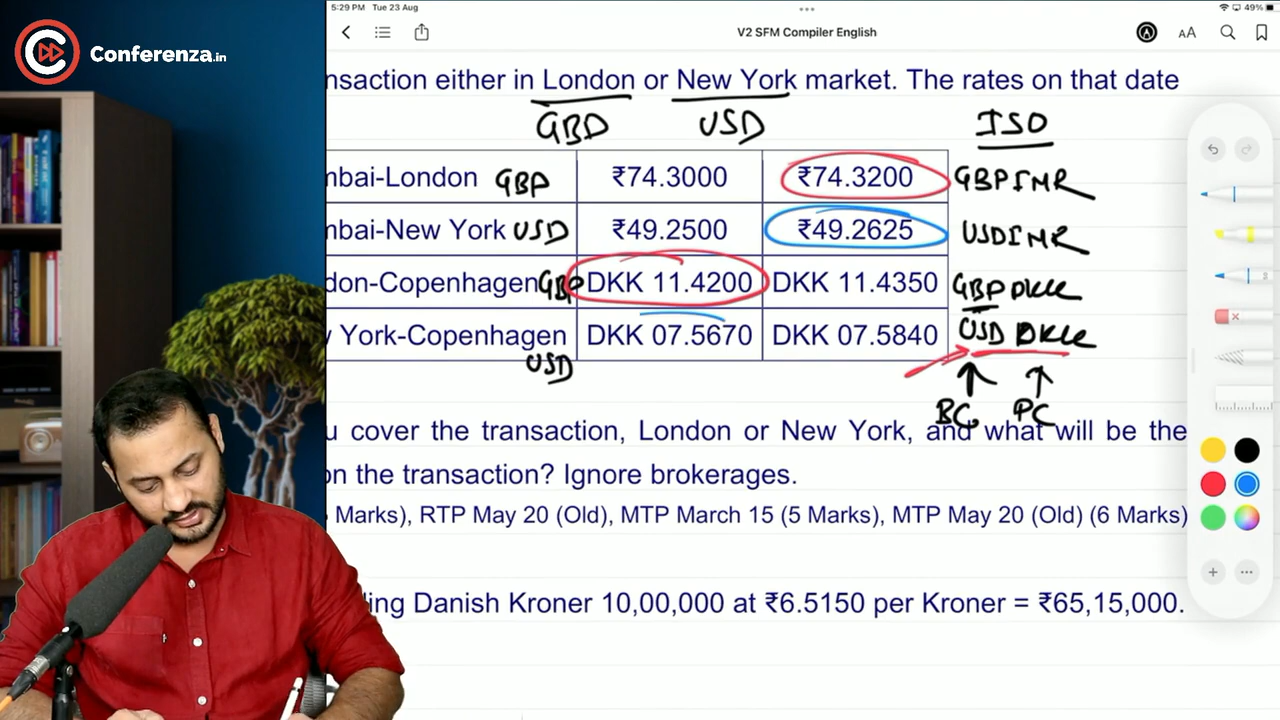 5:29 PM Tue 23 Aug
49%
Conferenza.in
V2 SFM Compiler English
AA
nsaction either in London or New York market. The rates on that date
GBD USD ISO
nbai-London GBP ₹74.3000 ₹74.3200 GBPINR
nbai-New York USD ₹49.2500 ₹49.2625 USDINR
don-Copenhagen GBP DKK 11.4200 DKK 11.4350 GBPDKK
York-Copenhagen DKK 07.5670 DKK 07.5840 USD DKK
USD
BC PC
u cover the transaction, London or New York, and what will be the
on the transaction? Ignore brokerages.
Marks), RTP May 20 (Old), MTP March 15 (5 Marks), MTP May 20 (Old) (6 Marks)
ling Danish Kroner 10,00,000 at ₹6.5150 per Kroner = ₹65,15,000.